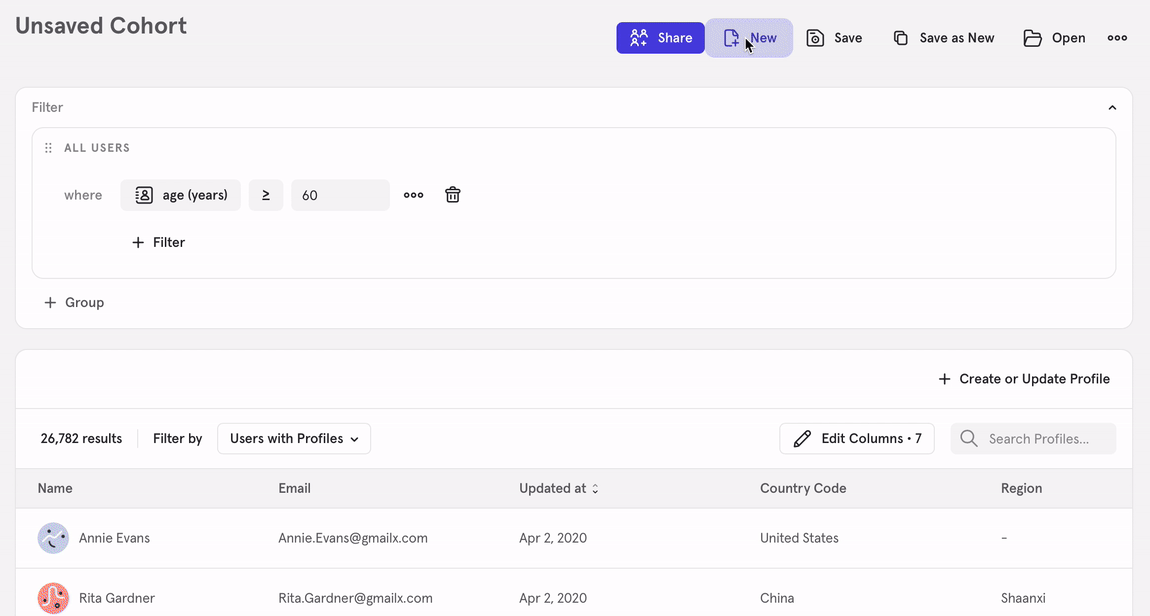 Unsaved Cohort
Share New Save Save as New Open
Filter
ALL USERS
where age (years) ≥ 60
+ Filter
+ Group
+ Create or Update Profile
26,782 results Filter by Users with Profiles Edit Columns • 7 Search Profiles...
Name Email Updated at Country Code Region
Annie Evans Annie.Evans@gmailx.com Apr 2, 2020 United States -
Rita Gardner Rita.Gardner@gmailx.com Apr 2, 2020 China Shaanxi